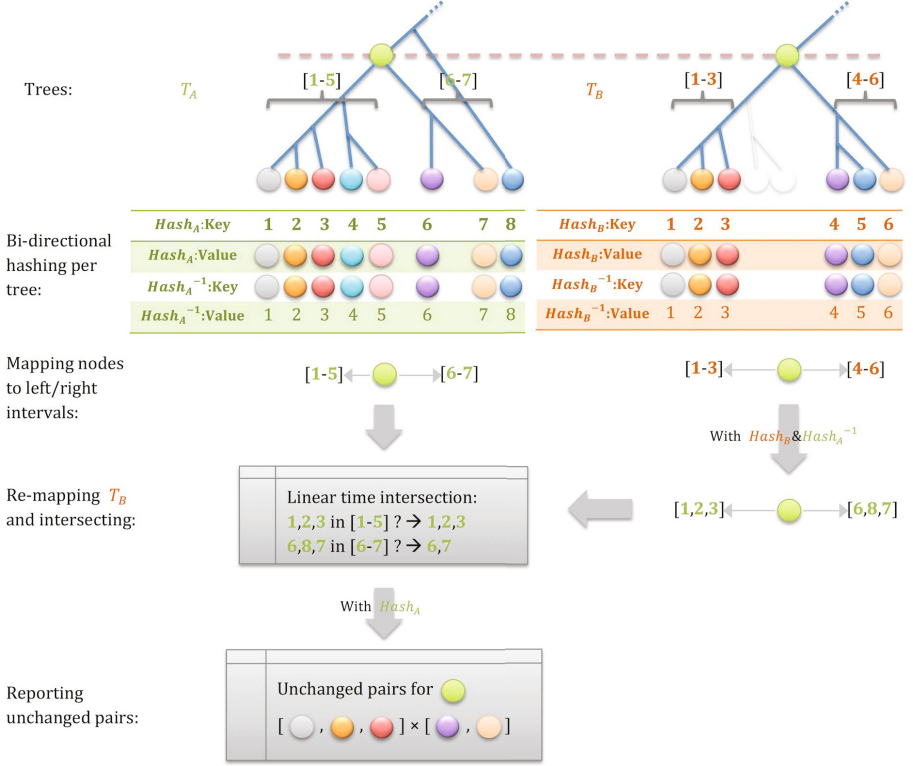 Trees:
T_A
[1-5]
[6-7]
T_B
[1-3]
[4-6]
Bi-directional
hashing per
tree:
Hash_A:Key 1 2 3 4 5 6 7 8
Hash_A:Value
Hash_A^-1:Key
Hash_A^-1:Value 1 2 3 4 5 6 7 8
Hash_B:Key 1 2 3 4 5 6
Hash_B:Value
Hash_B^-1:Key
Hash_B^-1:Value 1 2 3 4 5 6
Mapping nodes
to left/right
intervals:
[1-5]
[6-7]
[1-3]
[4-6]
With Hash_B&Hash_A^-1
Re-mapping T_B
and intersecting:
Linear time intersection:
1,2,3 in [1-5] ? → 1,2,3
6,8,7 in [6-7] ? → 6,7
[1,2,3]
[6,8,7]
With Hash_A
Reporting
unchanged pairs:
Unchanged pairs for
[ , , ] × [ , ]